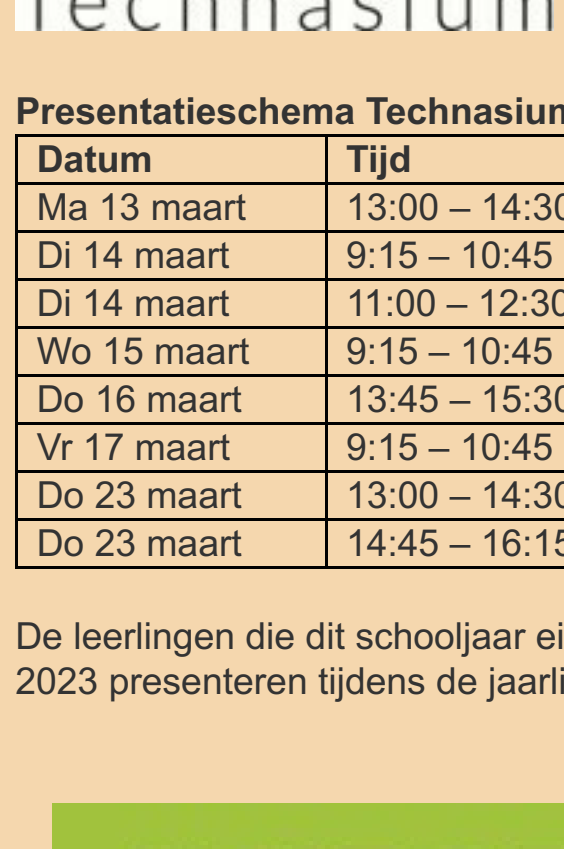 Technasium
Presentatieschema Technasium
Datum Tijd
Ma 13 maart 13:00 – 14:30
Di 14 maart 9:15 – 10:45
Di 14 maart 11:00 – 12:30
Wo 15 maart 9:15 – 10:45
Do 16 maart 13:45 – 15:30
Vr 17 maart 9:15 – 10:45
Do 23 maart 13:00 – 14:30
Do 23 maart 14:45 – 16:15
De leerlingen die dit schooljaar ei
2023 presenteren tijdens de jaarli